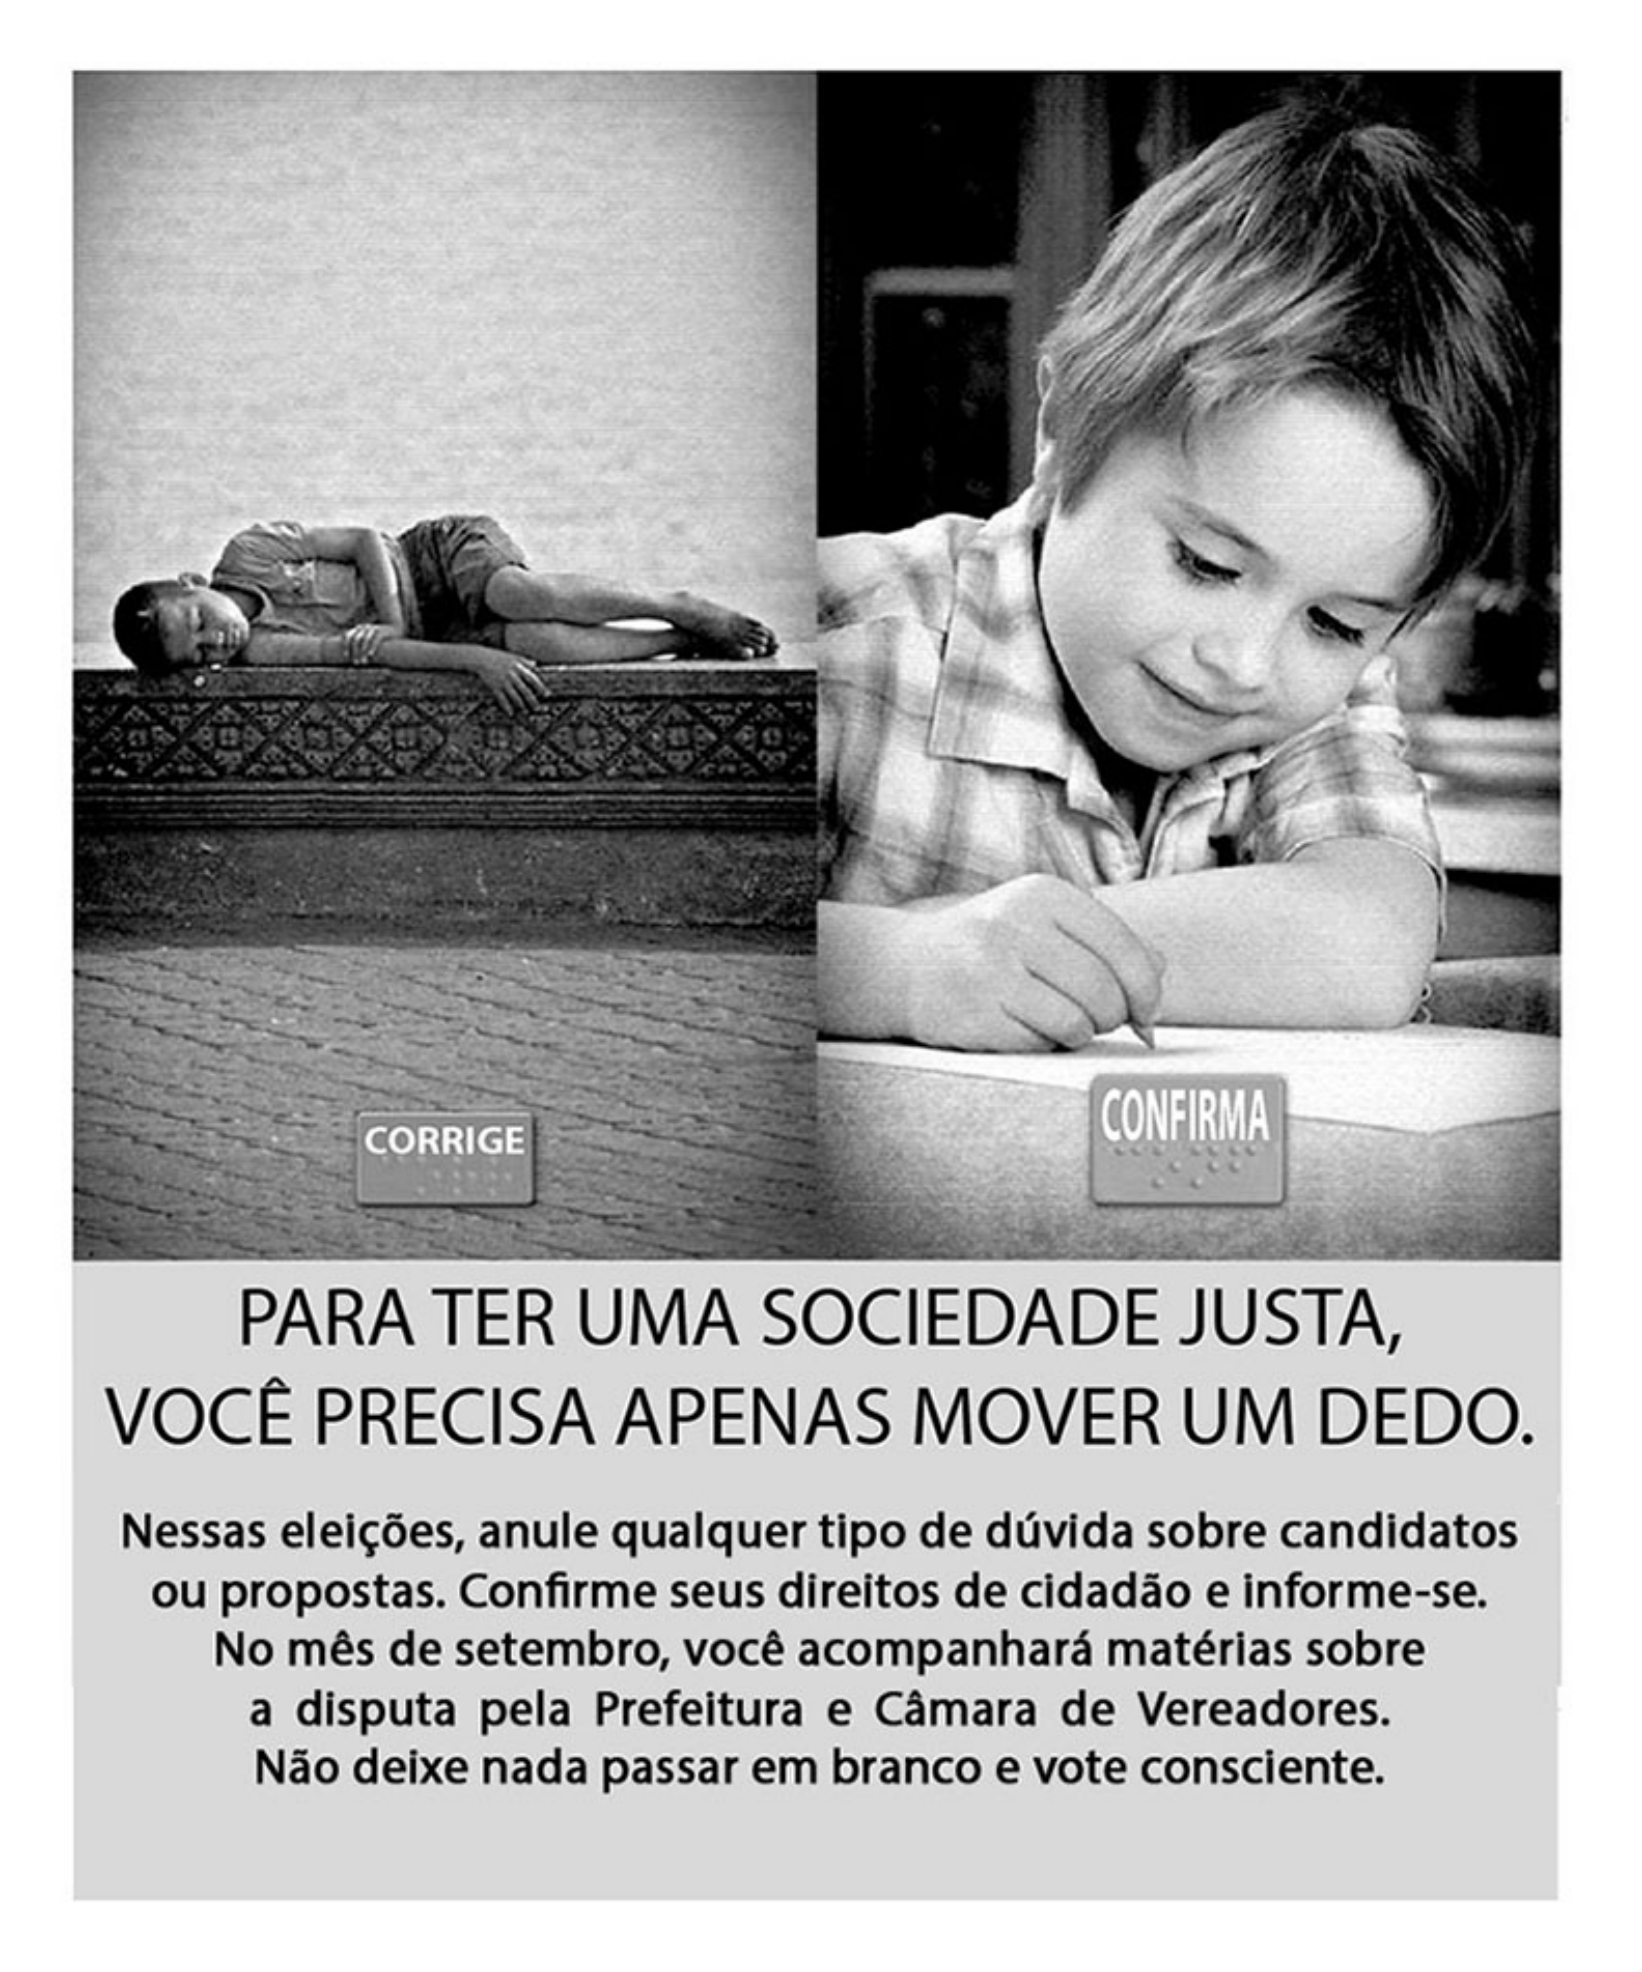 CORRIGE
CONFIRMA
PARA TER UMA SOCIEDADE JUSTA,
VOCÊ PRECISA APENAS MOVER UM DEDO.
Nessas eleições, anule qualquer tipo de dúvida sobre candidatos
ou propostas. Confirme seus direitos de cidadão e informe-se.
No mês de setembro, você acompanhará matérias sobre
a disputa pela Prefeitura e Câmara de Vereadores.
Não deixe nada passar em branco e vote consciente.